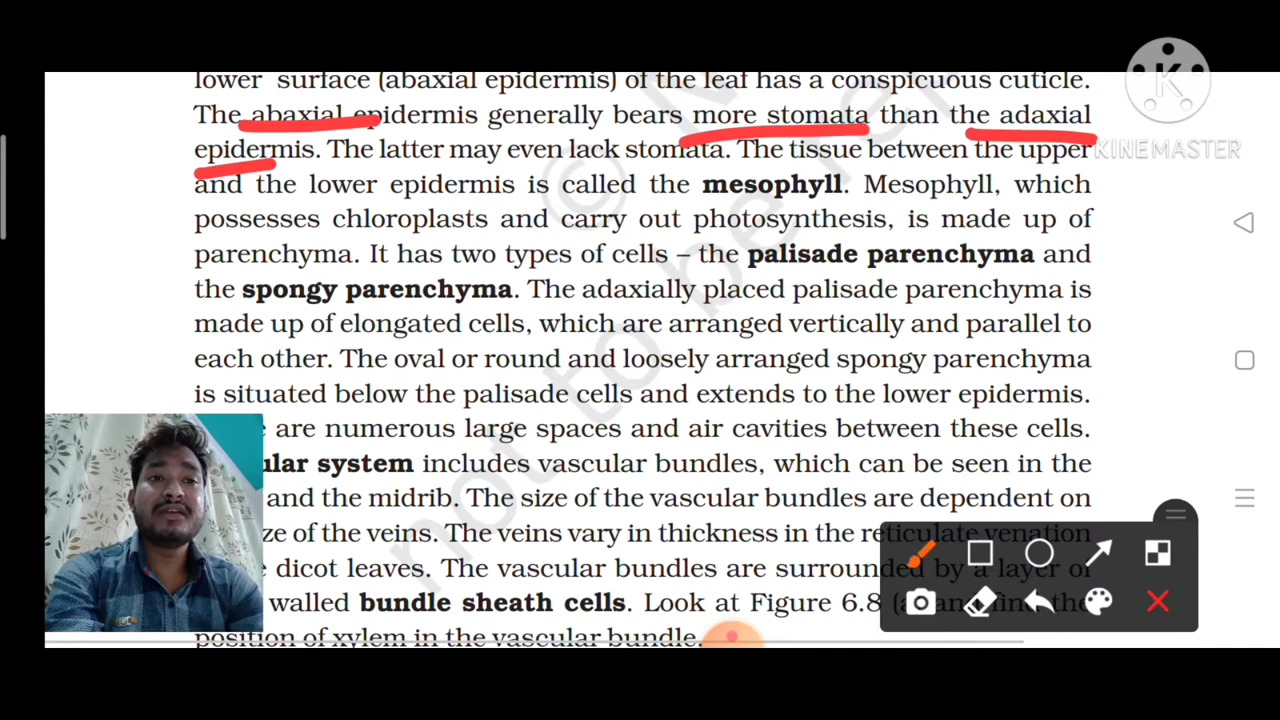 lower surface (abaxial epidermis) of the leaf has a conspicuous cuticle.
The abaxial epidermis generally bears more stomata than the adaxial
epidermis. The latter may even lack stomata. The tissue between the upper
and the lower epidermis is called the mesophyll. Mesophyll, which
possesses chloroplasts and carry out photosynthesis, is made up of
parenchyma. It has two types of cells – the palisade parenchyma and
the spongy parenchyma. The adaxially placed palisade parenchyma is
made up of elongated cells, which are arranged vertically and parallel to
each other. The oval or round and loosely arranged spongy parenchyma
is situated below the palisade cells and extends to the lower epidermis.
are numerous large spaces and air cavities between these cells.
system includes vascular bundles, which can be seen in the
and the midrib. The size of the vascular bundles are dependent on
of the veins. The veins vary in thickness in the reticulate venation
dicot leaves. The vascular bundles are surrounded by a layer of
walled bundle sheath cells. Look at Figure 6.8 and find the
position of xylem in the vascular bundle.
K
KINEMASTER
©
not to be re